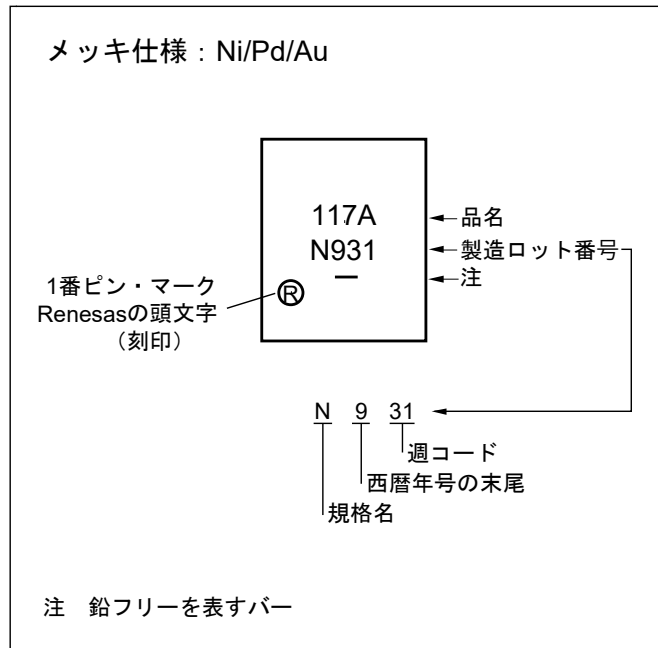 メッキ仕様：Ni/Pd/Au
117A
N931
品名
製造ロット番号
注
1番ピン・マーク
Renesasの頭文字
（刻印）
R
N 9 31
週コード
西暦年号の末尾
規格名
注　鉛フリーを表すバー